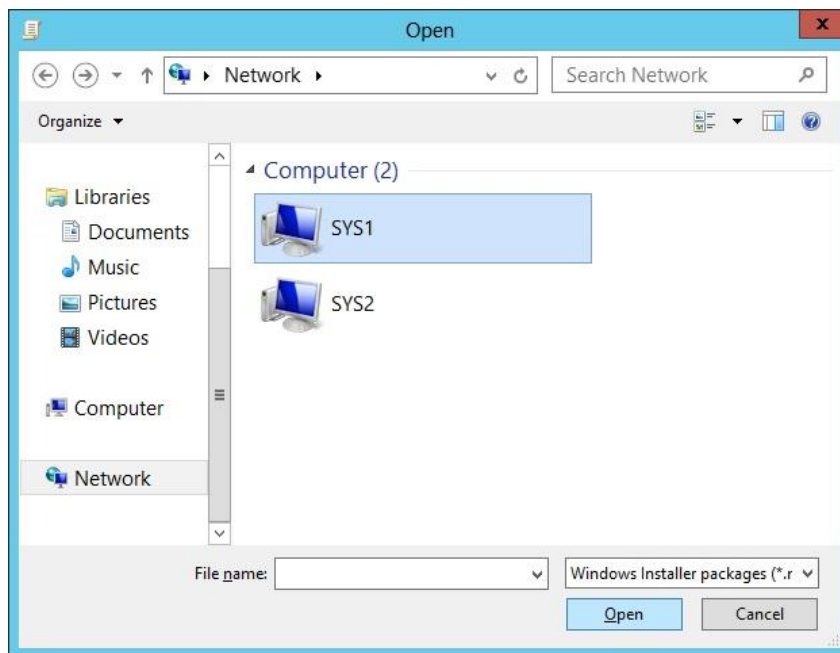 Open
Network
Search Network
Organize
Computer (2)
Libraries
Documents
Music
Pictures
Videos
Computer
Network
SYS1
SYS2
File name:
Windows Installer packages (*.r
Open
Cancel